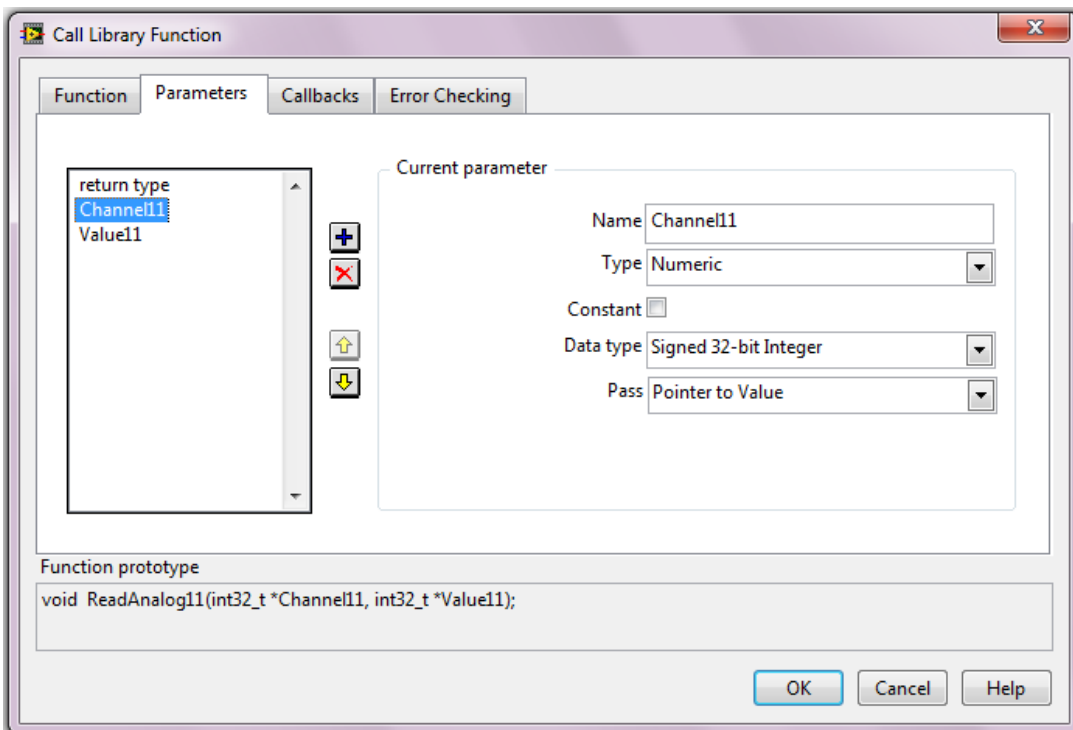 Call Library Function
Function Parameters Callbacks Error Checking
return type
Channel11
Value11
Current parameter
Name Channel11
Type Numeric
Constant
Data type Signed 32-bit Integer
Pass Pointer to Value
Function prototype
void ReadAnalog11(int32_t *Channel11, int32_t *Value11);
OK Cancel Help